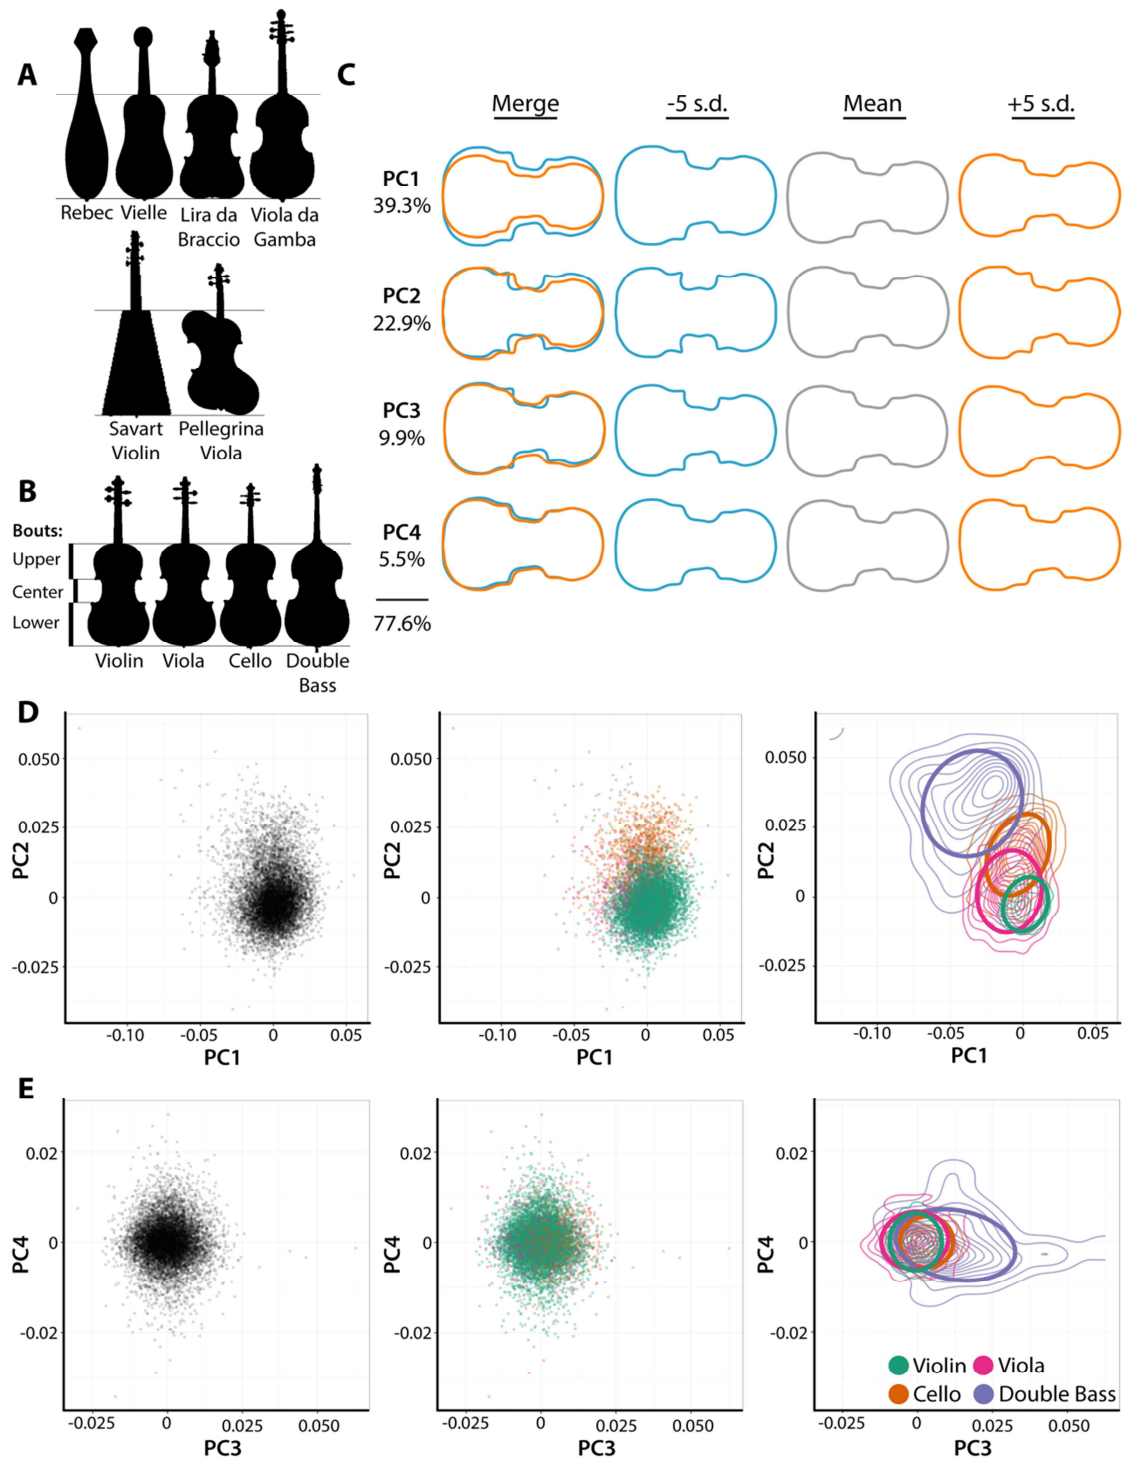 A
Rebec Vielle Lira da Braccio Viola da Gamba
Savart Violin
Pellegrina Viola
B
Bouts:
Upper
Center
Lower
Violin Viola Cello Double Bass
C
Merge -5 s.d. Mean +5 s.d.
PC1
39.3%
PC2
22.9%
PC3
9.9%
PC4
5.5%
77.6%
D
PC2
0.050
0.025
0
-0.025
-0.10 -0.05 0 0.05
PC1
PC2
0.050
0.025
0
-0.025
-0.10 -0.05 0 0.05
PC1
PC2
0.050
0.025
0
-0.025
-0.10 -0.05 0 0.05
PC1
E
PC4
0.02
0
-0.02
-0.025 0 0.025 0.050
PC3
PC4
0.02
0
-0.02
-0.025 0 0.025 0.050
PC3
PC4
0.02
0
-0.02
-0.025 0 0.025 0.050
PC3
Violin Viola
Cello Double Bass